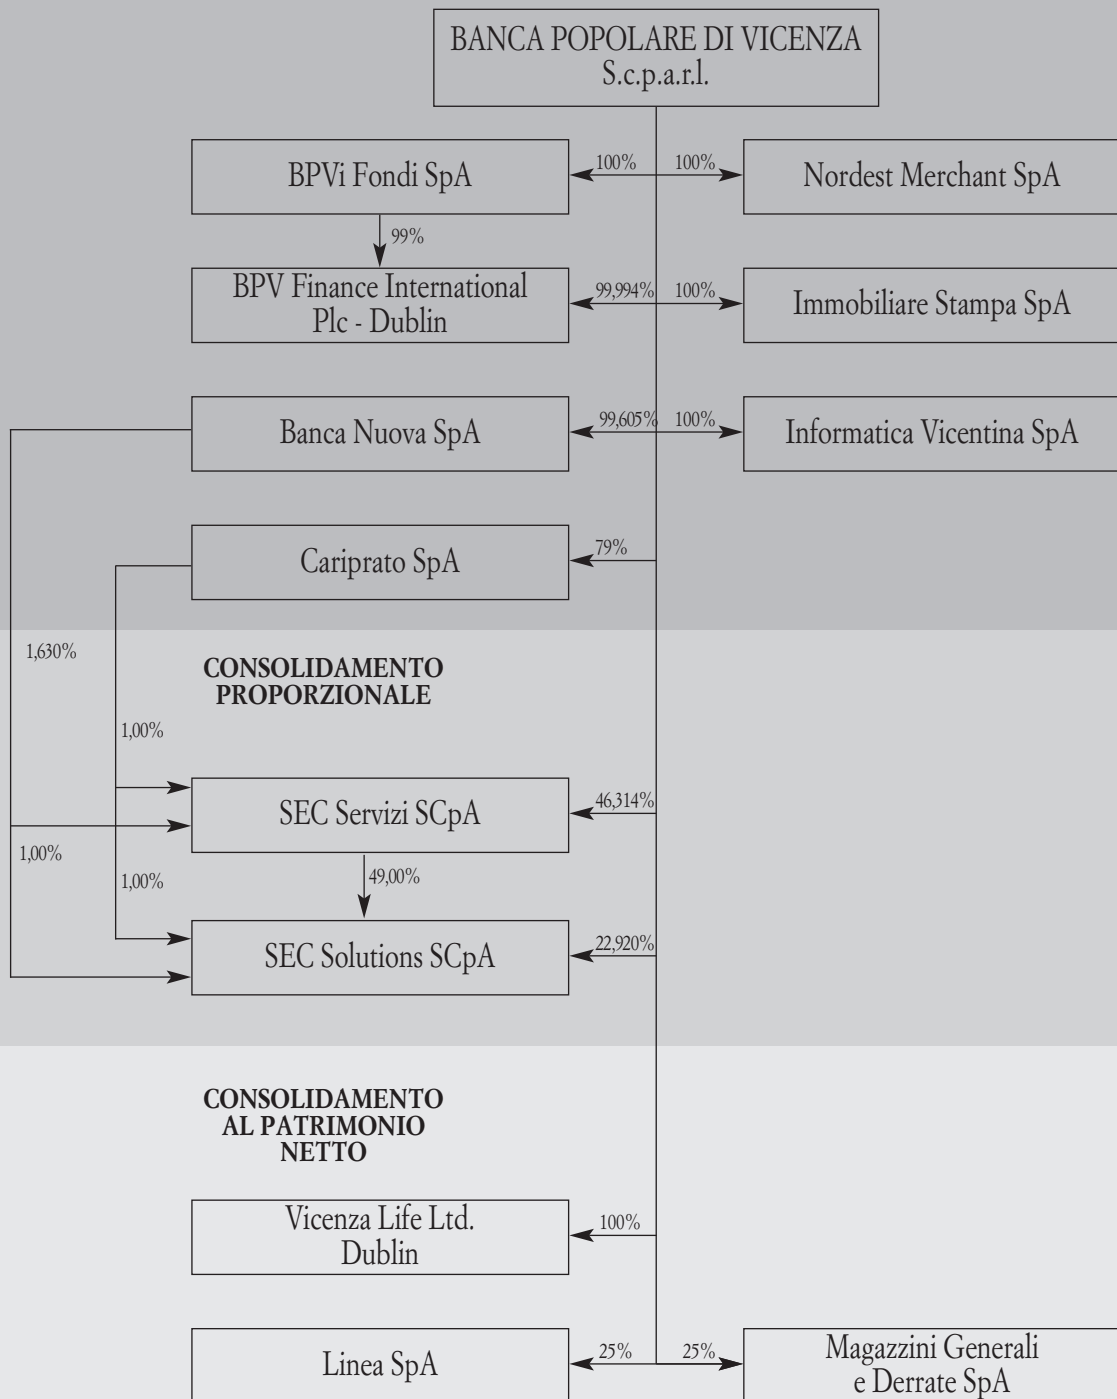 BANCA POPOLARE DI VICENZA
S.c.p.a.r.l.
BPVi Fondi SpA
100%
100%
Nordest Merchant SpA
99%
BPV Finance International
Plc - Dublin
99,994%
100%
Immobiliare Stampa SpA
Banca Nuova SpA
99,605%
100%
Informatica Vicentina SpA
Cariprato SpA
79%
1,630%
CONSOLIDAMENTO
PROPORZIONALE
1,00%
SEC Servizi SCpA
46,314%
1,00%
1,00%
49,00%
SEC Solutions SCpA
22,920%
CONSOLIDAMENTO
AL PATRIMONIO
NETTO
Vicenza Life Ltd.
Dublin
100%
Linea SpA
25%
25%
Magazzini Generali
e Derrate SpA